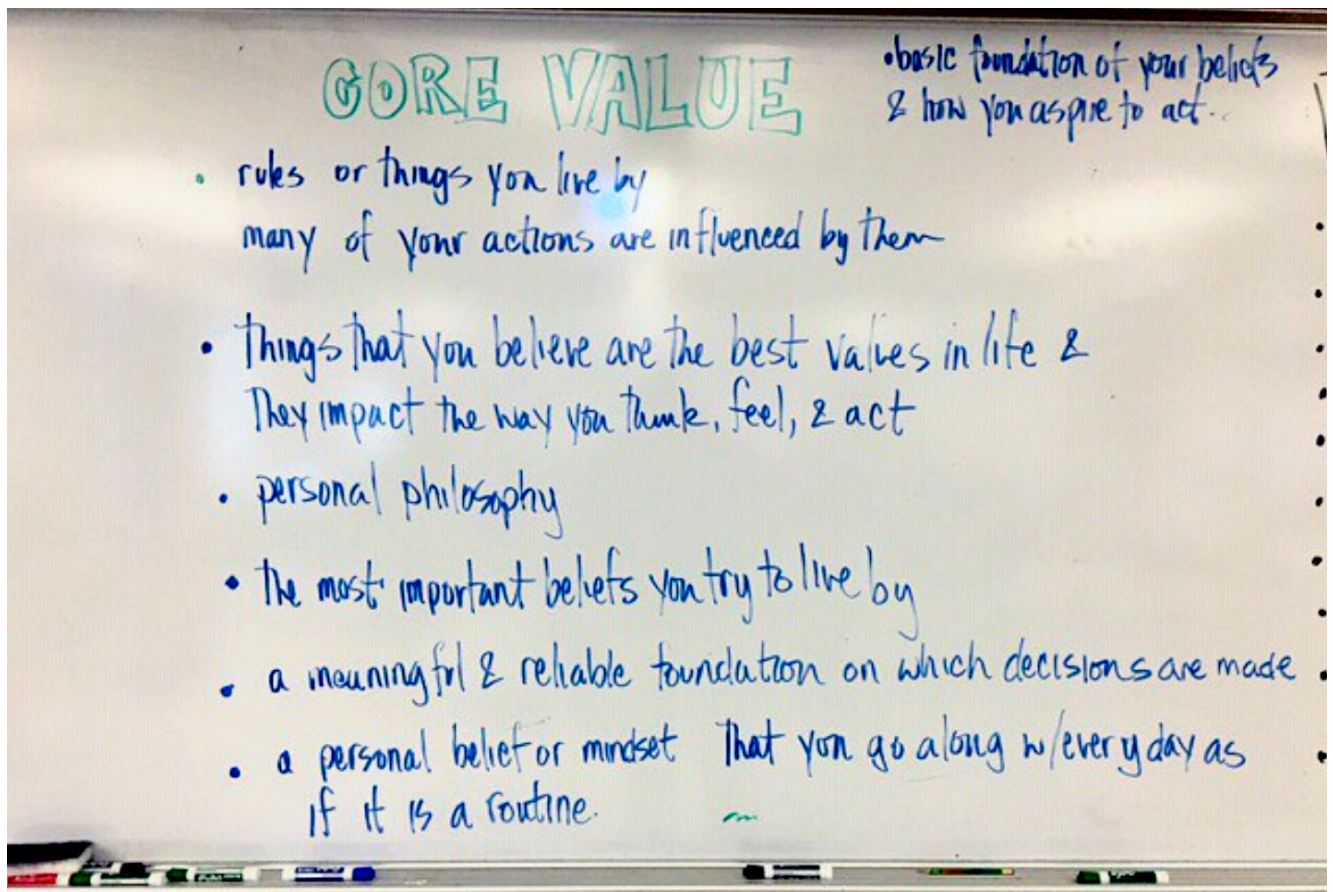 CORE VALUE
• basic foundation of your beliefs
& how you aspire to act..
• rules or things you live by
many of your actions are influenced by them
• Things that you believe are the best values in life &
They impact the way you think, feel, & act
• personal philosophy
• The most important beliefs you try to live by
• a meaningful & reliable foundation on which decisions are made
• a personal belief or mindset That you go along w/everyday as
if it is a routine.